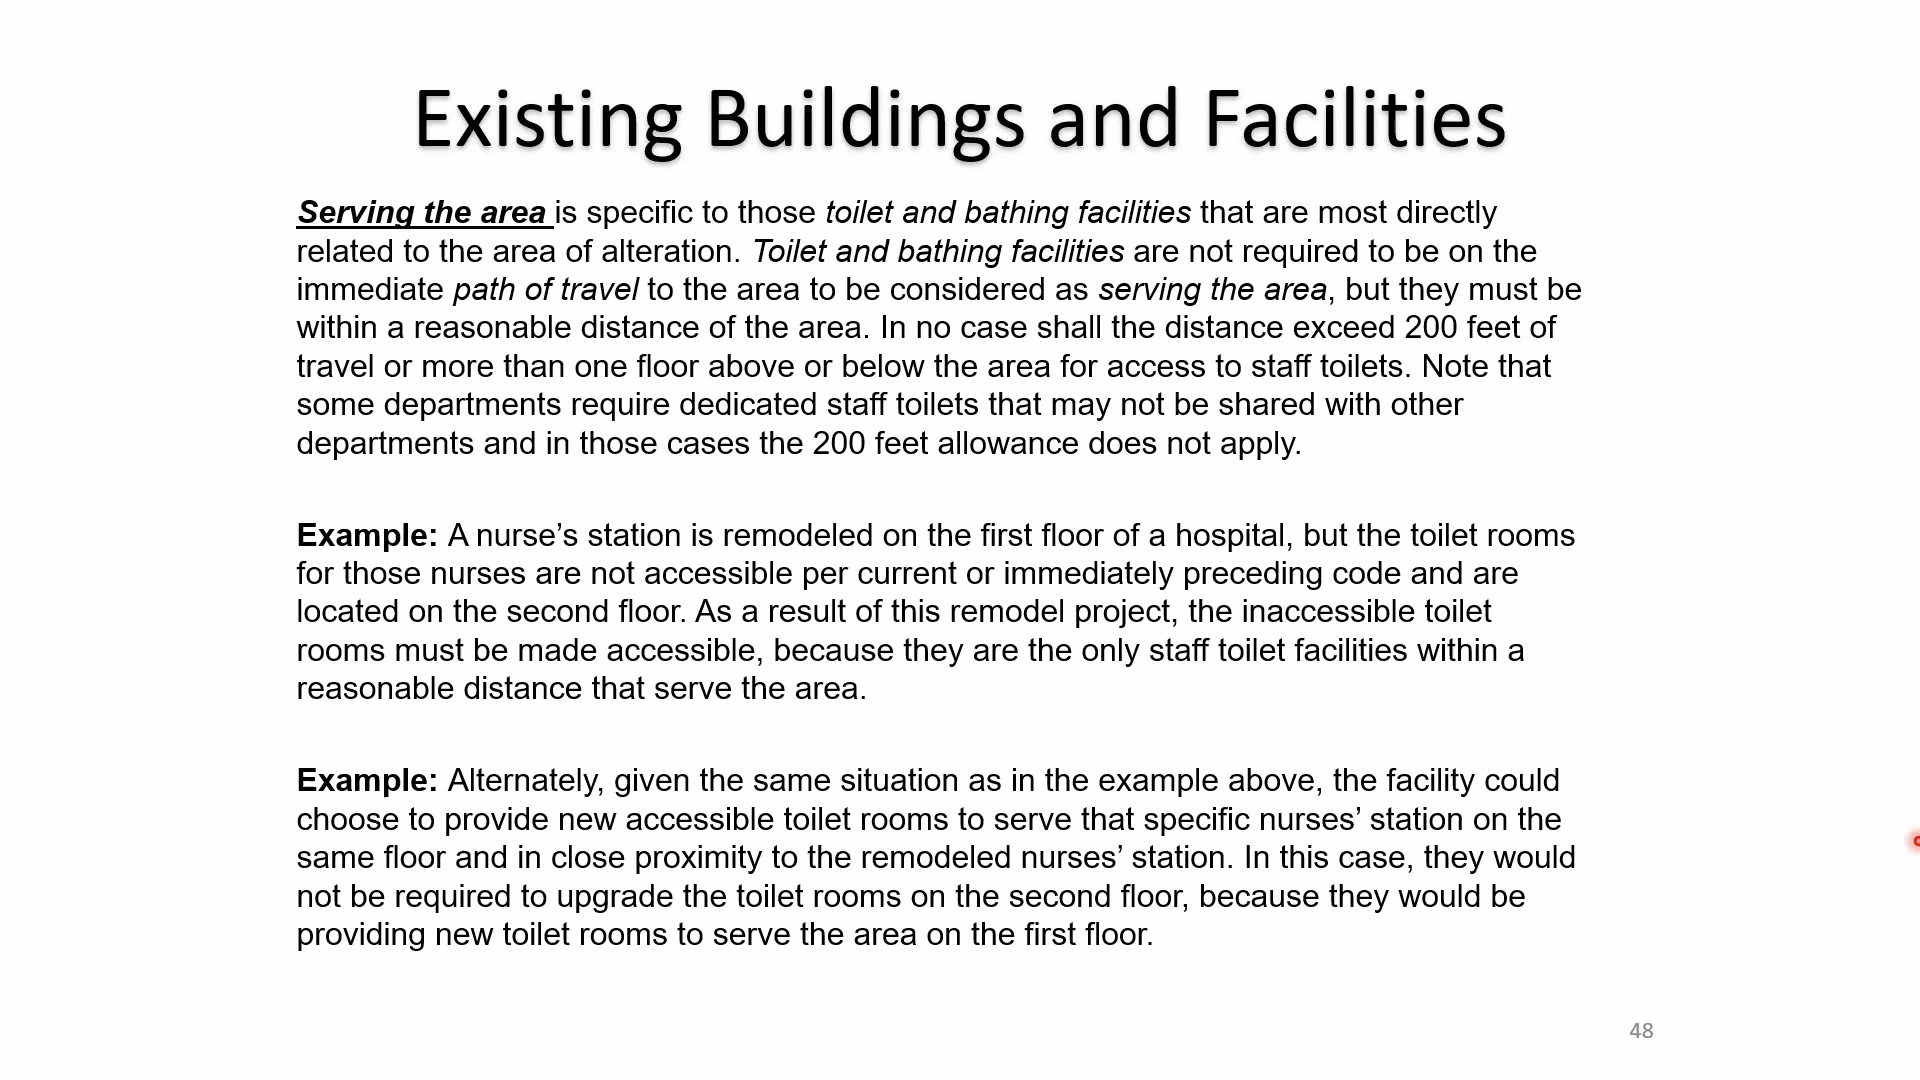 Existing Buildings and Facilities
Serving the area is specific to those toilet and bathing facilities that are most directly
related to the area of alteration. Toilet and bathing facilities are not required to be on the
immediate path of travel to the area to be considered as serving the area, but they must be
within a reasonable distance of the area. In no case shall the distance exceed 200 feet of
travel or more than one floor above or below the area for access to staff toilets. Note that
some departments require dedicated staff toilets that may not be shared with other
departments and in those cases the 200 feet allowance does not apply.
Example: A nurse’s station is remodeled on the first floor of a hospital, but the toilet rooms
for those nurses are not accessible per current or immediately preceding code and are
located on the second floor. As a result of this remodel project, the inaccessible toilet
rooms must be made accessible, because they are the only staff toilet facilities within a
reasonable distance that serve the area.
Example: Alternately, given the same situation as in the example above, the facility could
choose to provide new accessible toilet rooms to serve that specific nurses’ station on the
same floor and in close proximity to the remodeled nurses’ station. In this case, they would
not be required to upgrade the toilet rooms on the second floor, because they would be
providing new toilet rooms to serve the area on the first floor.
48